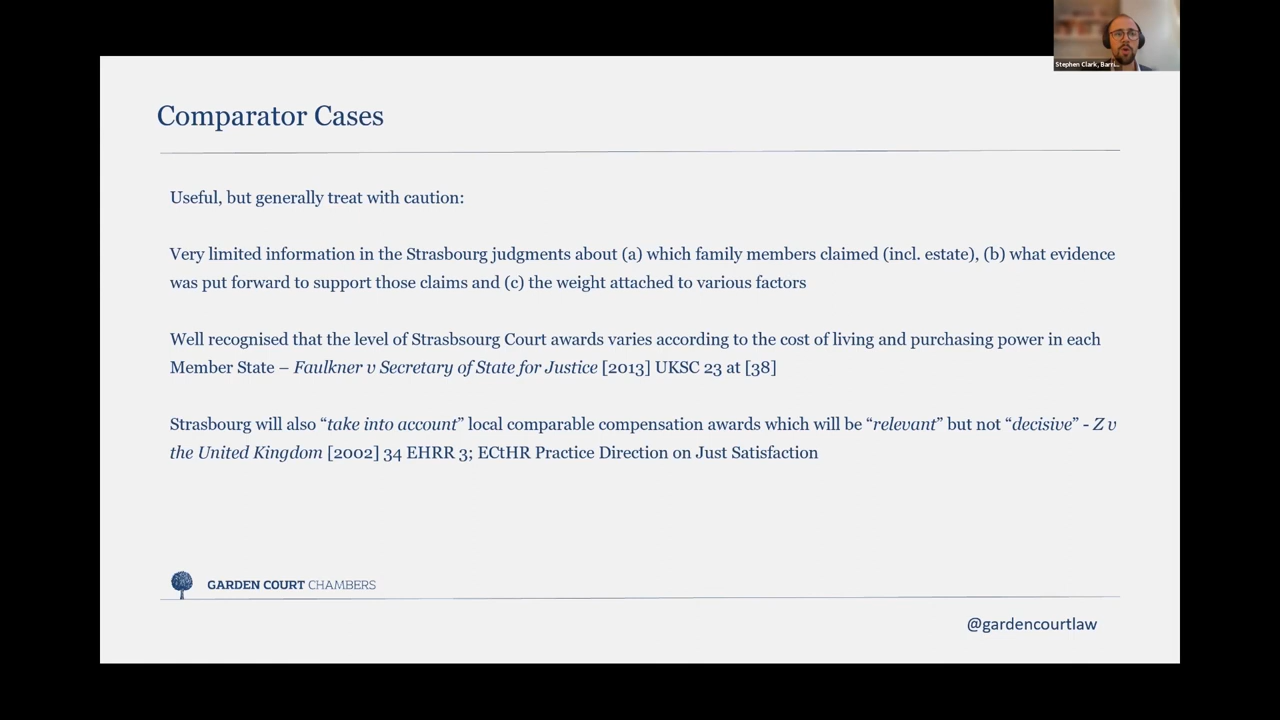 Stephen Clark, Barri...
Comparator Cases
Useful, but generally treat with caution:
Very limited information in the Strasbourg judgments about (a) which family members claimed (incl. estate), (b) what evidence
was put forward to support those claims and (c) the weight attached to various factors
Well recognised that the level of Strasbsourg Court awards varies according to the cost of living and purchasing power in each
Member State – Faulkner v Secretary of State for Justice [2013] UKSC 23 at [38]
Strasbourg will also “take into account” local comparable compensation awards which will be “relevant” but not “decisive” - Z v
the United Kingdom [2002] 34 EHRR 3; ECtHR Practice Direction on Just Satisfaction
GARDEN COURT CHAMBERS
@gardencourtlaw